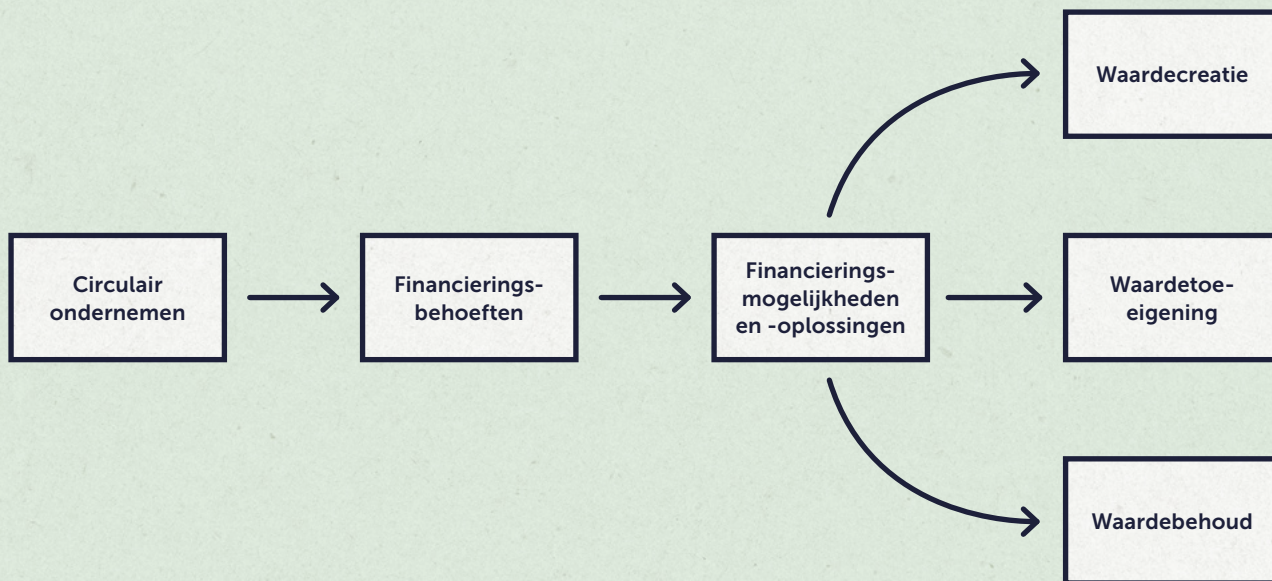 Waardecreatie
Circulair
ondernemen
Financierings-
behoeften
Financierings-
mogelijkheden
en -oplossingen
Waardetoe-
eigening
Waardebehoud